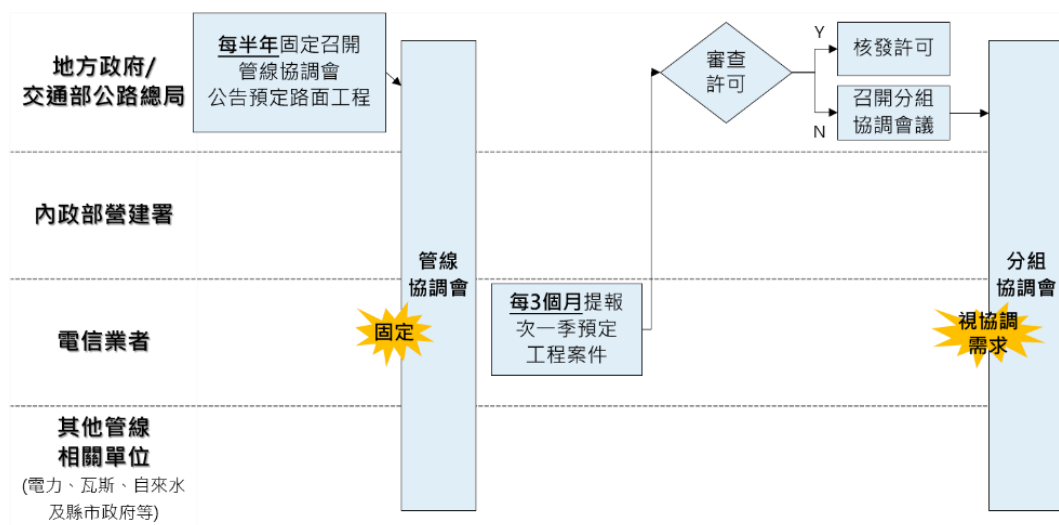 地方政府/
交通部公路總局
每半年固定召開
管線協調會
公告預定路面工程
審查
許可
Y
核發許可
N
召開分組
協調會議
內政部營建署
管線
協調會
分組
協調會
電信業者
固定
每3個月提報
次一季預定
工程案件
視協調
需求
其他管線
相關單位
(電力、瓦斯、自來水
及縣市政府等)